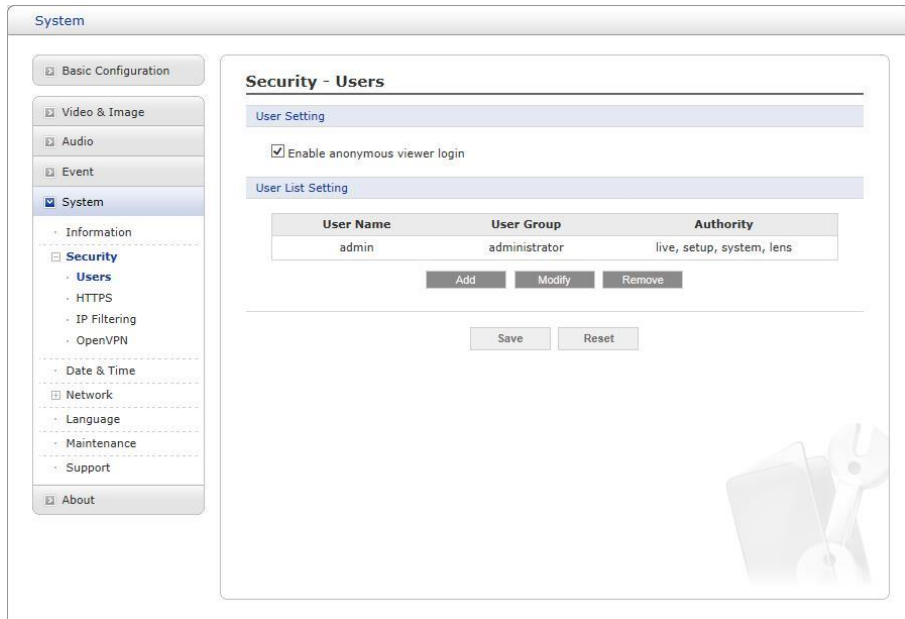 System
Basic Configuration
Video & Image
Audio
Event
System
Information
Security
Users
HTTPS
IP Filtering
OpenVPN
Date & Time
Network
Language
Maintenance
Support
About
Security - Users
User Setting
Enable anonymous viewer login
User List Setting
User Name User Group Authority
admin administrator live, setup, system, lens
Add Modify Remove
Save Reset